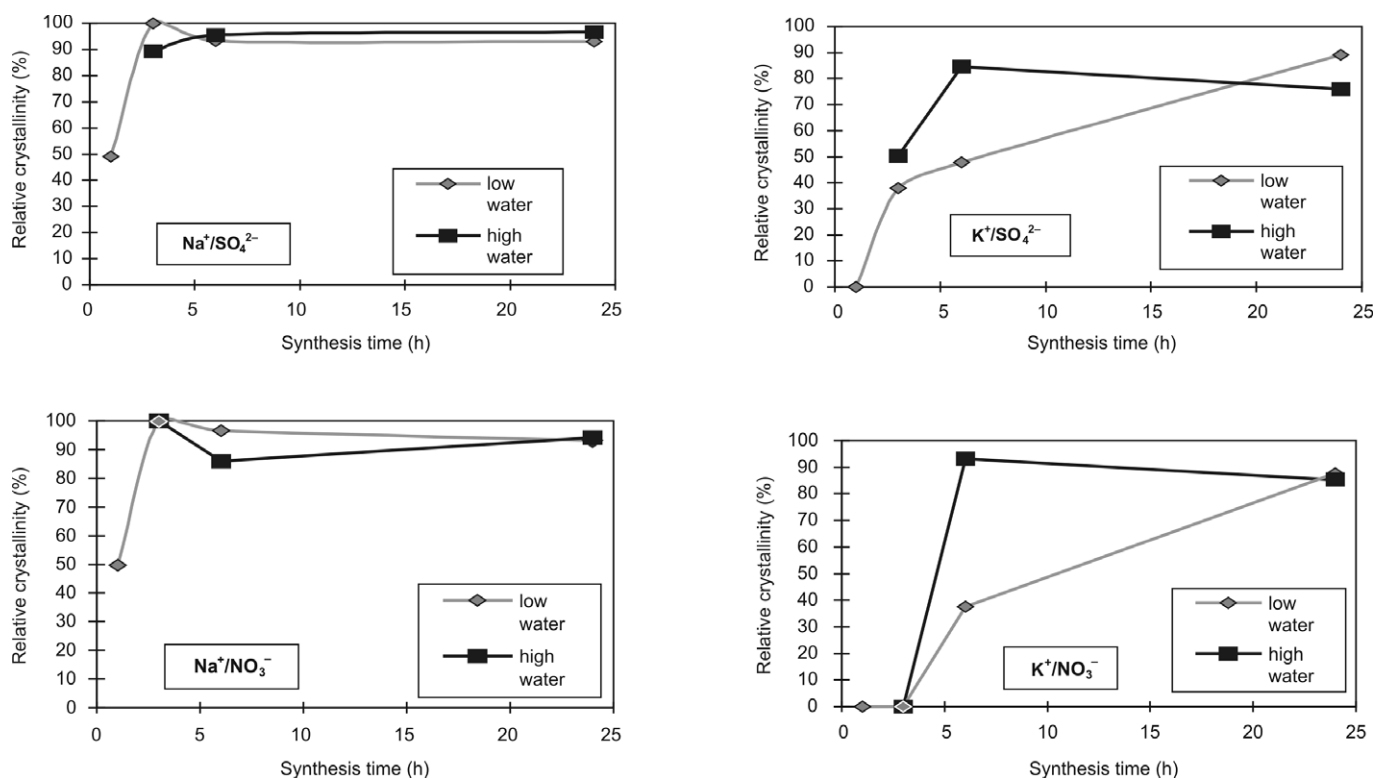 Relative crystallinity (%)
100
90
80
70
60
50
40
30
20
10
0
0 5 10 15 20 25
Synthesis time (h)
Na⁺/SO₄²⁻
low
water
high
water
Relative crystallinity (%)
100
90
80
70
60
50
40
30
20
10
0
0 5 10 15 20 25
Synthesis time (h)
K⁺/SO₄²⁻
low
water
high
water
Relative crystallinity (%)
100
90
80
70
60
50
40
30
20
10
0
0 5 10 15 20 25
Synthesis time (h)
Na⁺/NO₃⁻
low
water
high
water
Relative crystallinity (%)
100
90
80
70
60
50
40
30
20
10
0
0 5 10 15 20 25
Synthesis time (h)
K⁺/NO₃⁻
low
water
high
water